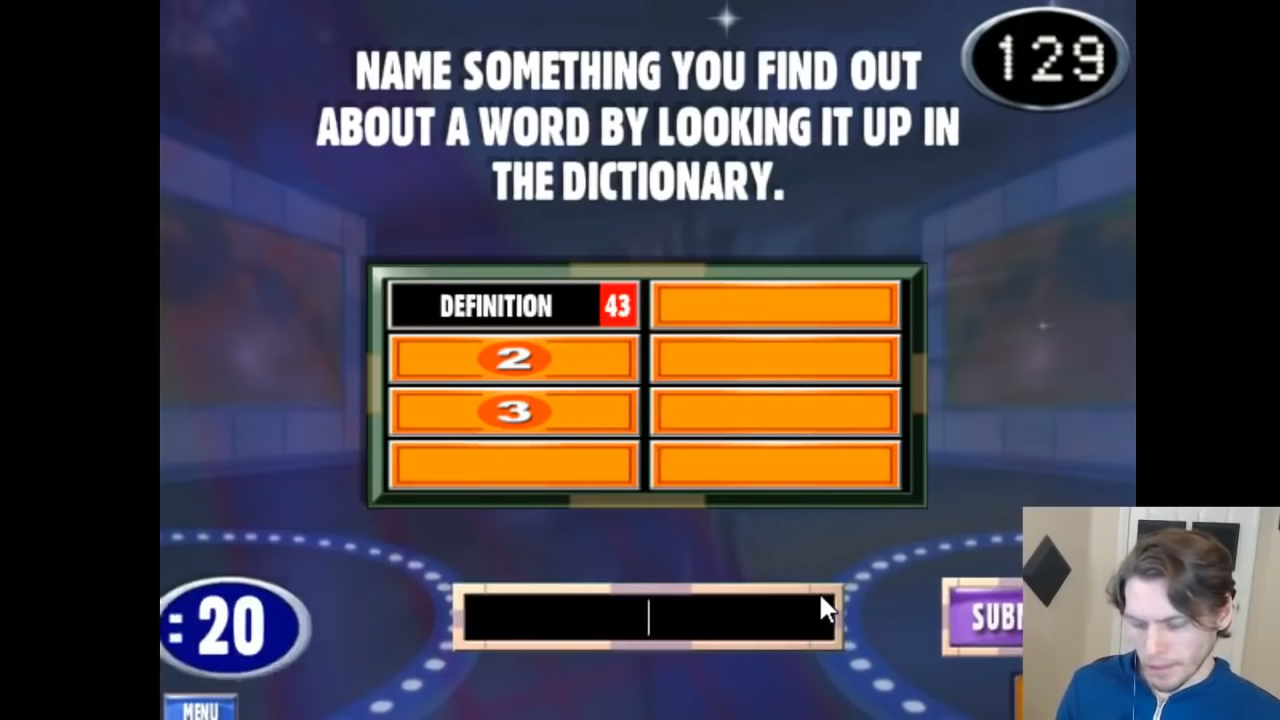 NAME SOMETHING YOU FIND OUT
ABOUT A WORD BY LOOKING IT UP IN
THE DICTIONARY.
129
DEFINITION 43
2
3
:20
SUB
MENU